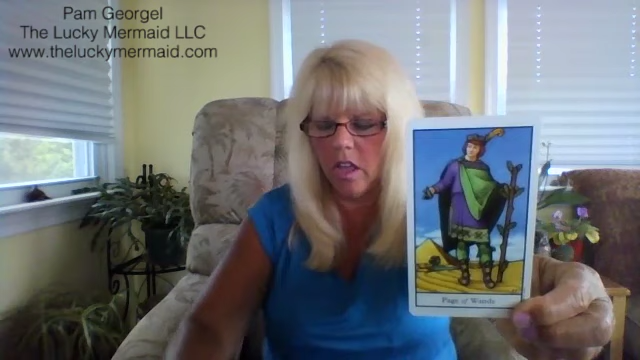 Pam Georgel
The Lucky Mermaid LLC
www.theluckymermaid.com
Page of Wands